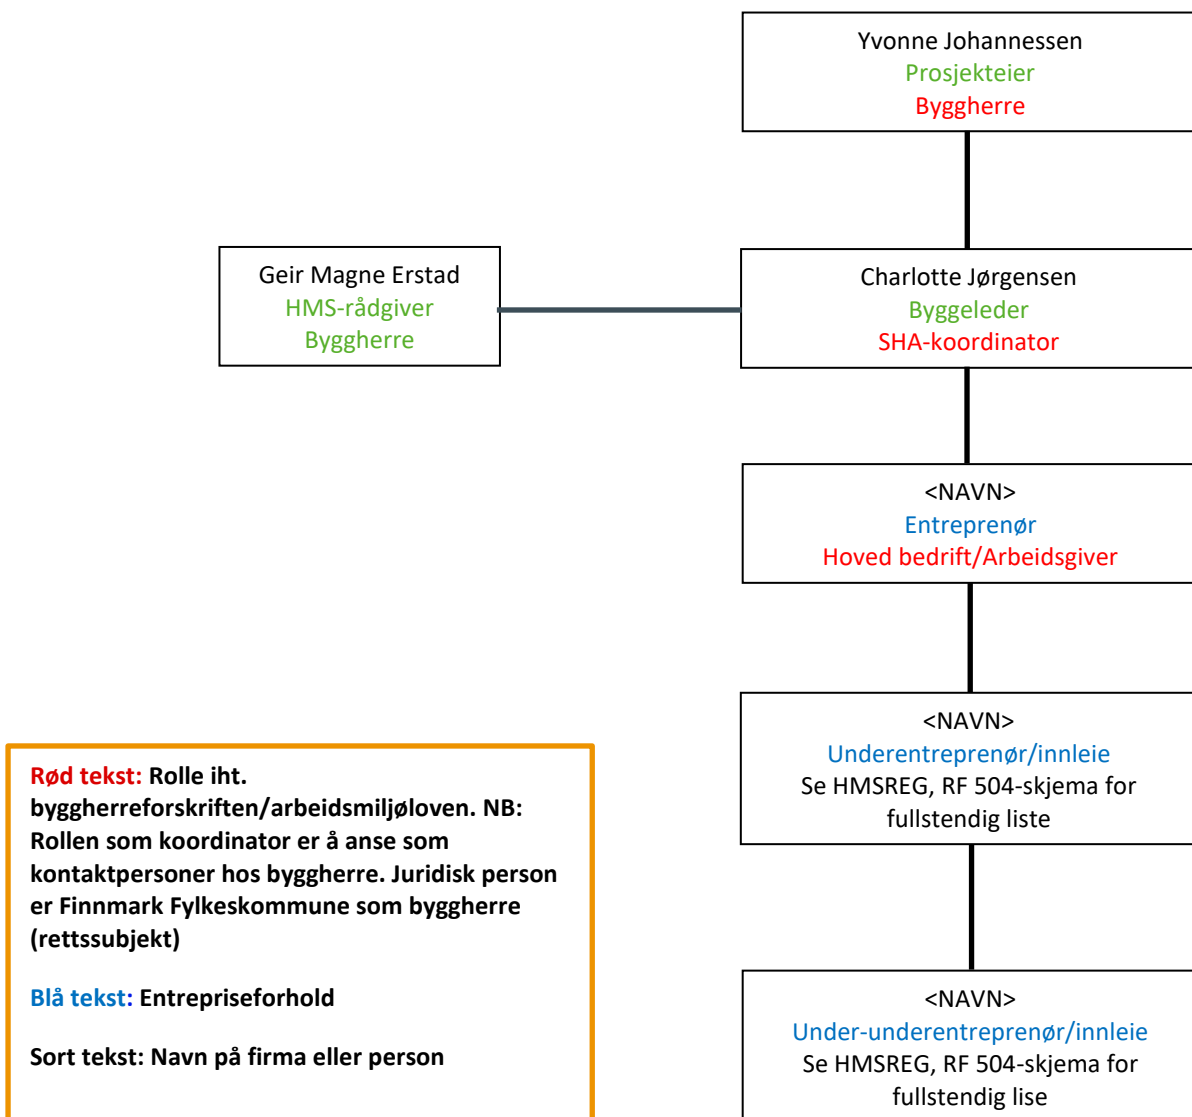 Yvonne Johannessen
Prosjekteier
Byggherre
Geir Magne Erstad
HMS-rådgiver
Byggherre
Charlotte Jørgensen
Byggeleder
SHA-koordinator
<NAVN>
Entreprenør
Hoved bedrift/Arbeidsgiver
<NAVN>
Underentreprenør/innleie
Se HMSREG, RF 504-skjema for
fullstendig liste
Rød tekst: Rolle iht.
byggherreforskriften/arbeidsmiljøloven. NB:
Rollen som koordinator er å anse som
kontaktpersoner hos byggherre. Juridisk person
er Finnmark Fylkeskommune som byggherre
(rettssubjekt)
Blå tekst: Entrepriseforhold
Sort tekst: Navn på firma eller person
<NAVN>
Under-underentreprenør/innleie
Se HMSREG, RF 504-skjema for
fullstendig lise